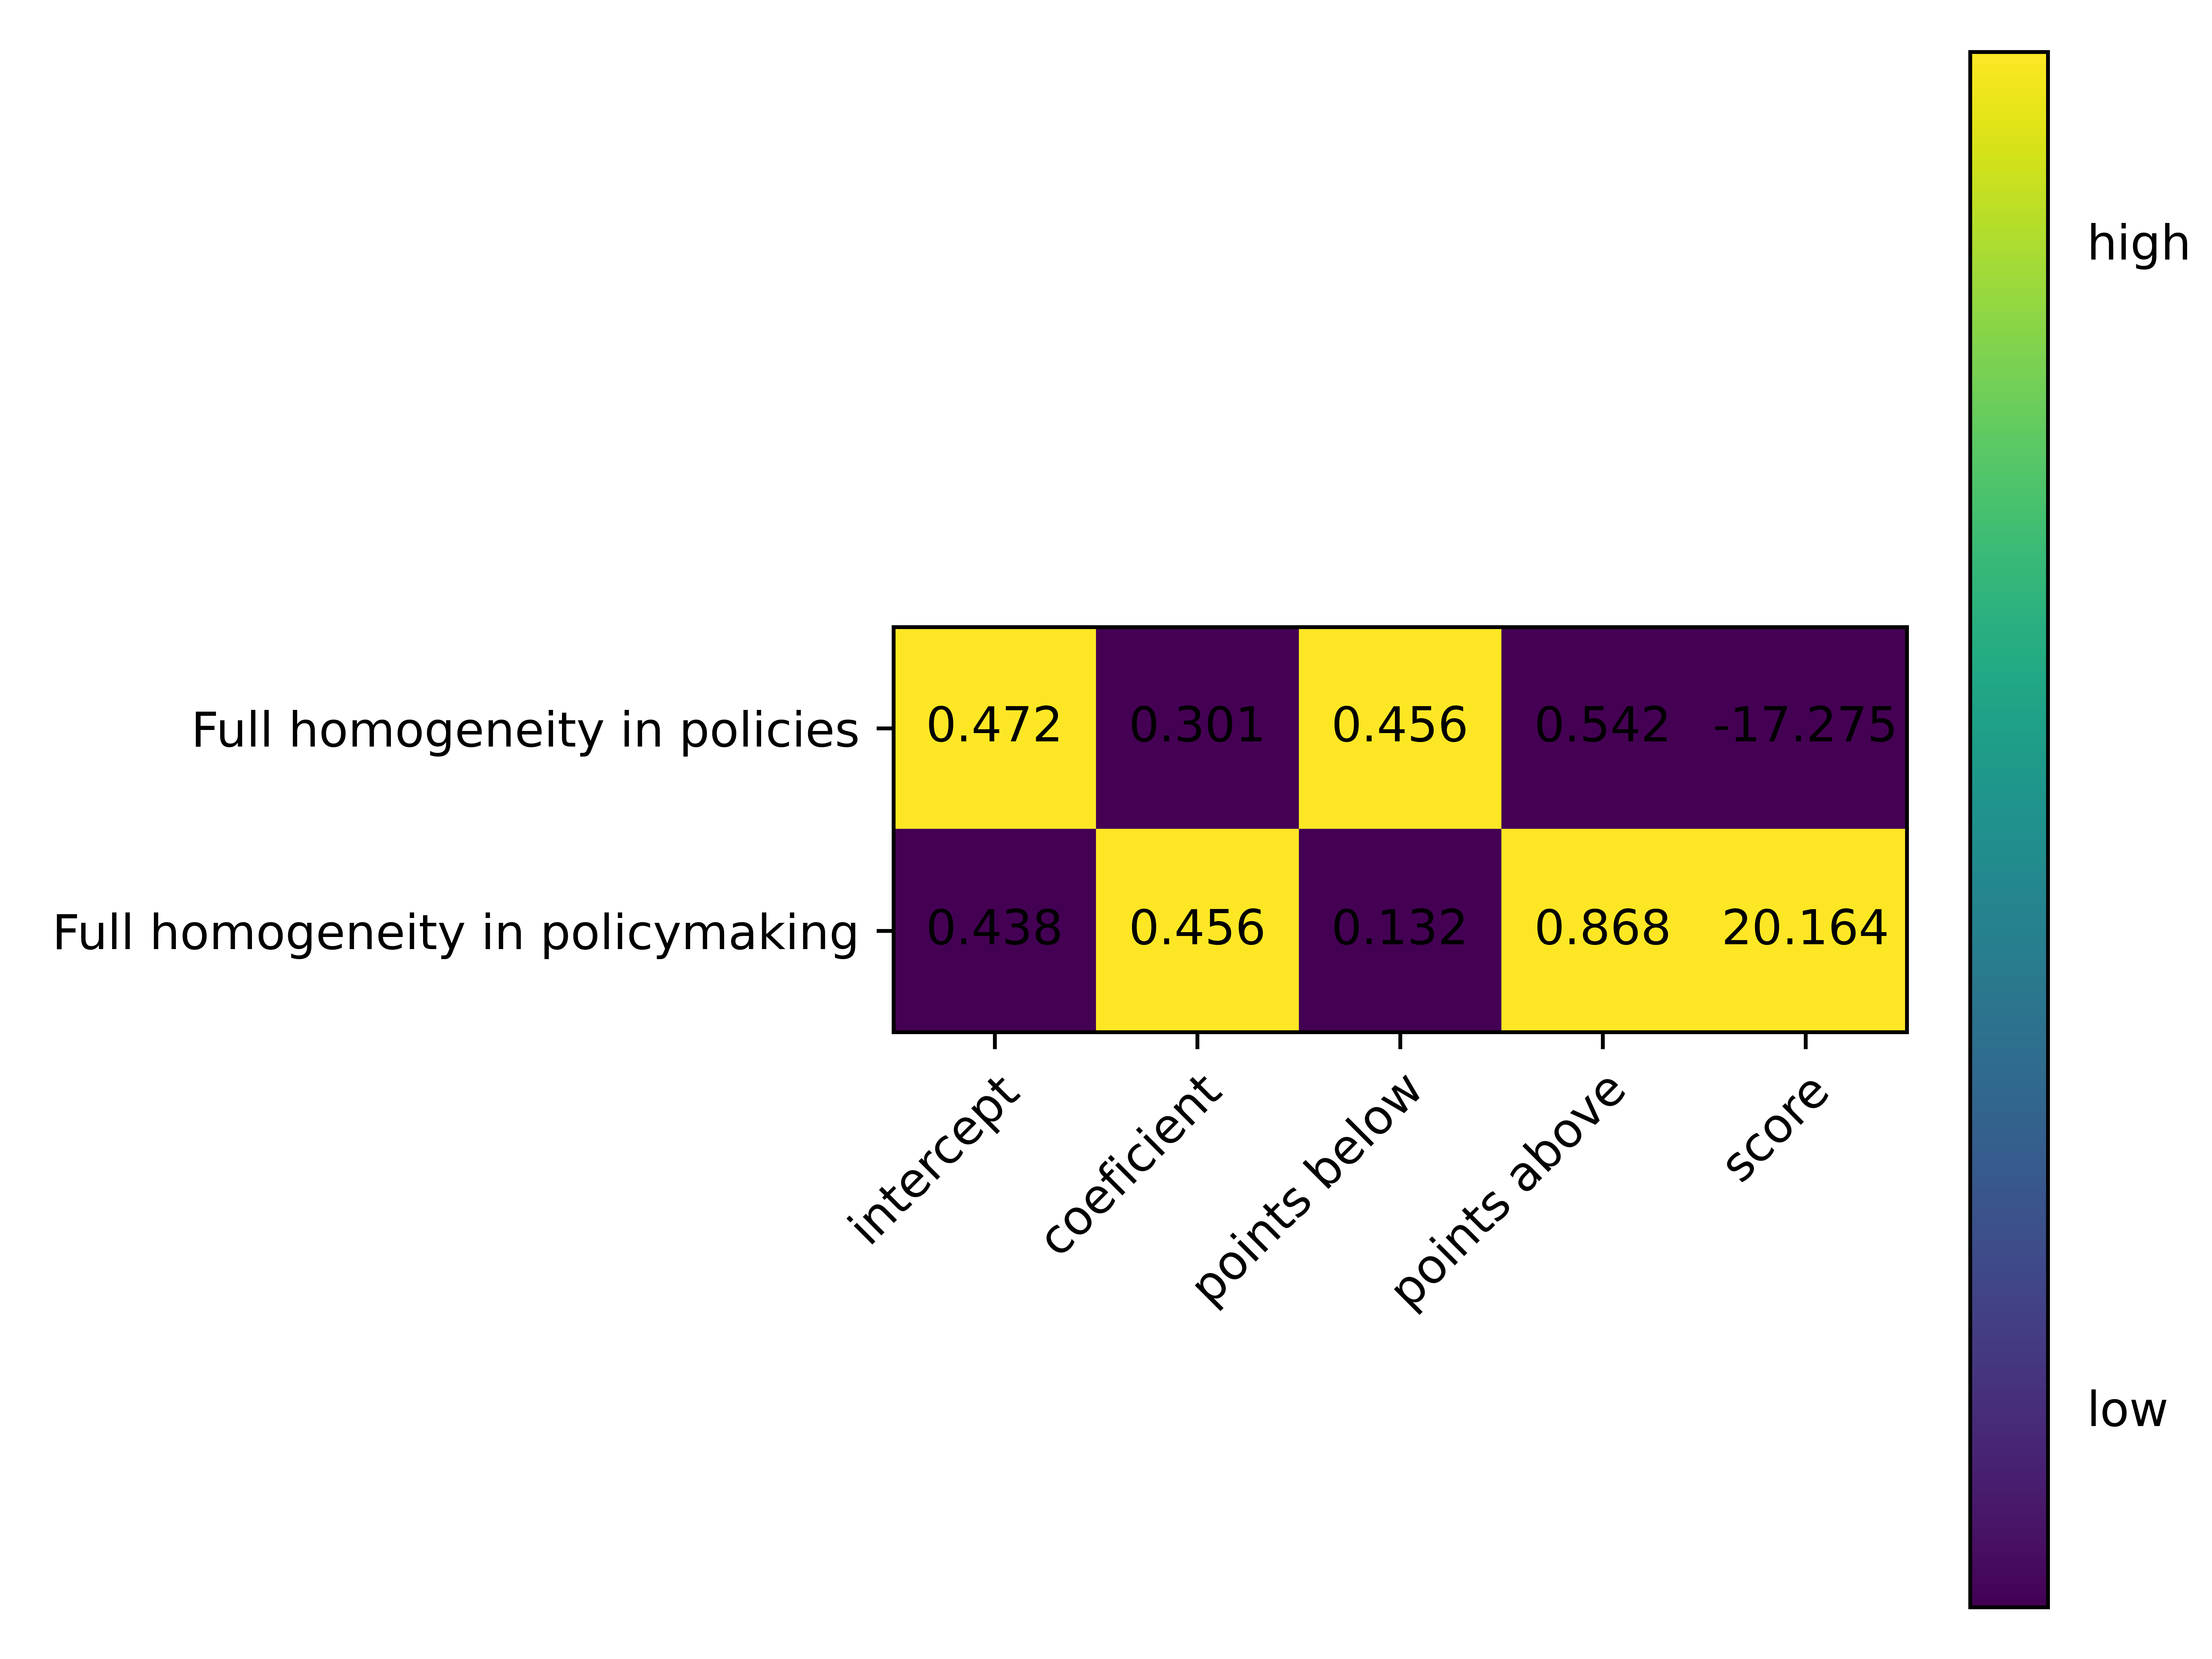 high
Full homogeneity in policies 0.472 0.301 0.456 0.542 -17.275
Full homogeneity in policymaking 0.438 0.456 0.132 0.868 20.164
intercept
coeficient
points below
points above
score
low